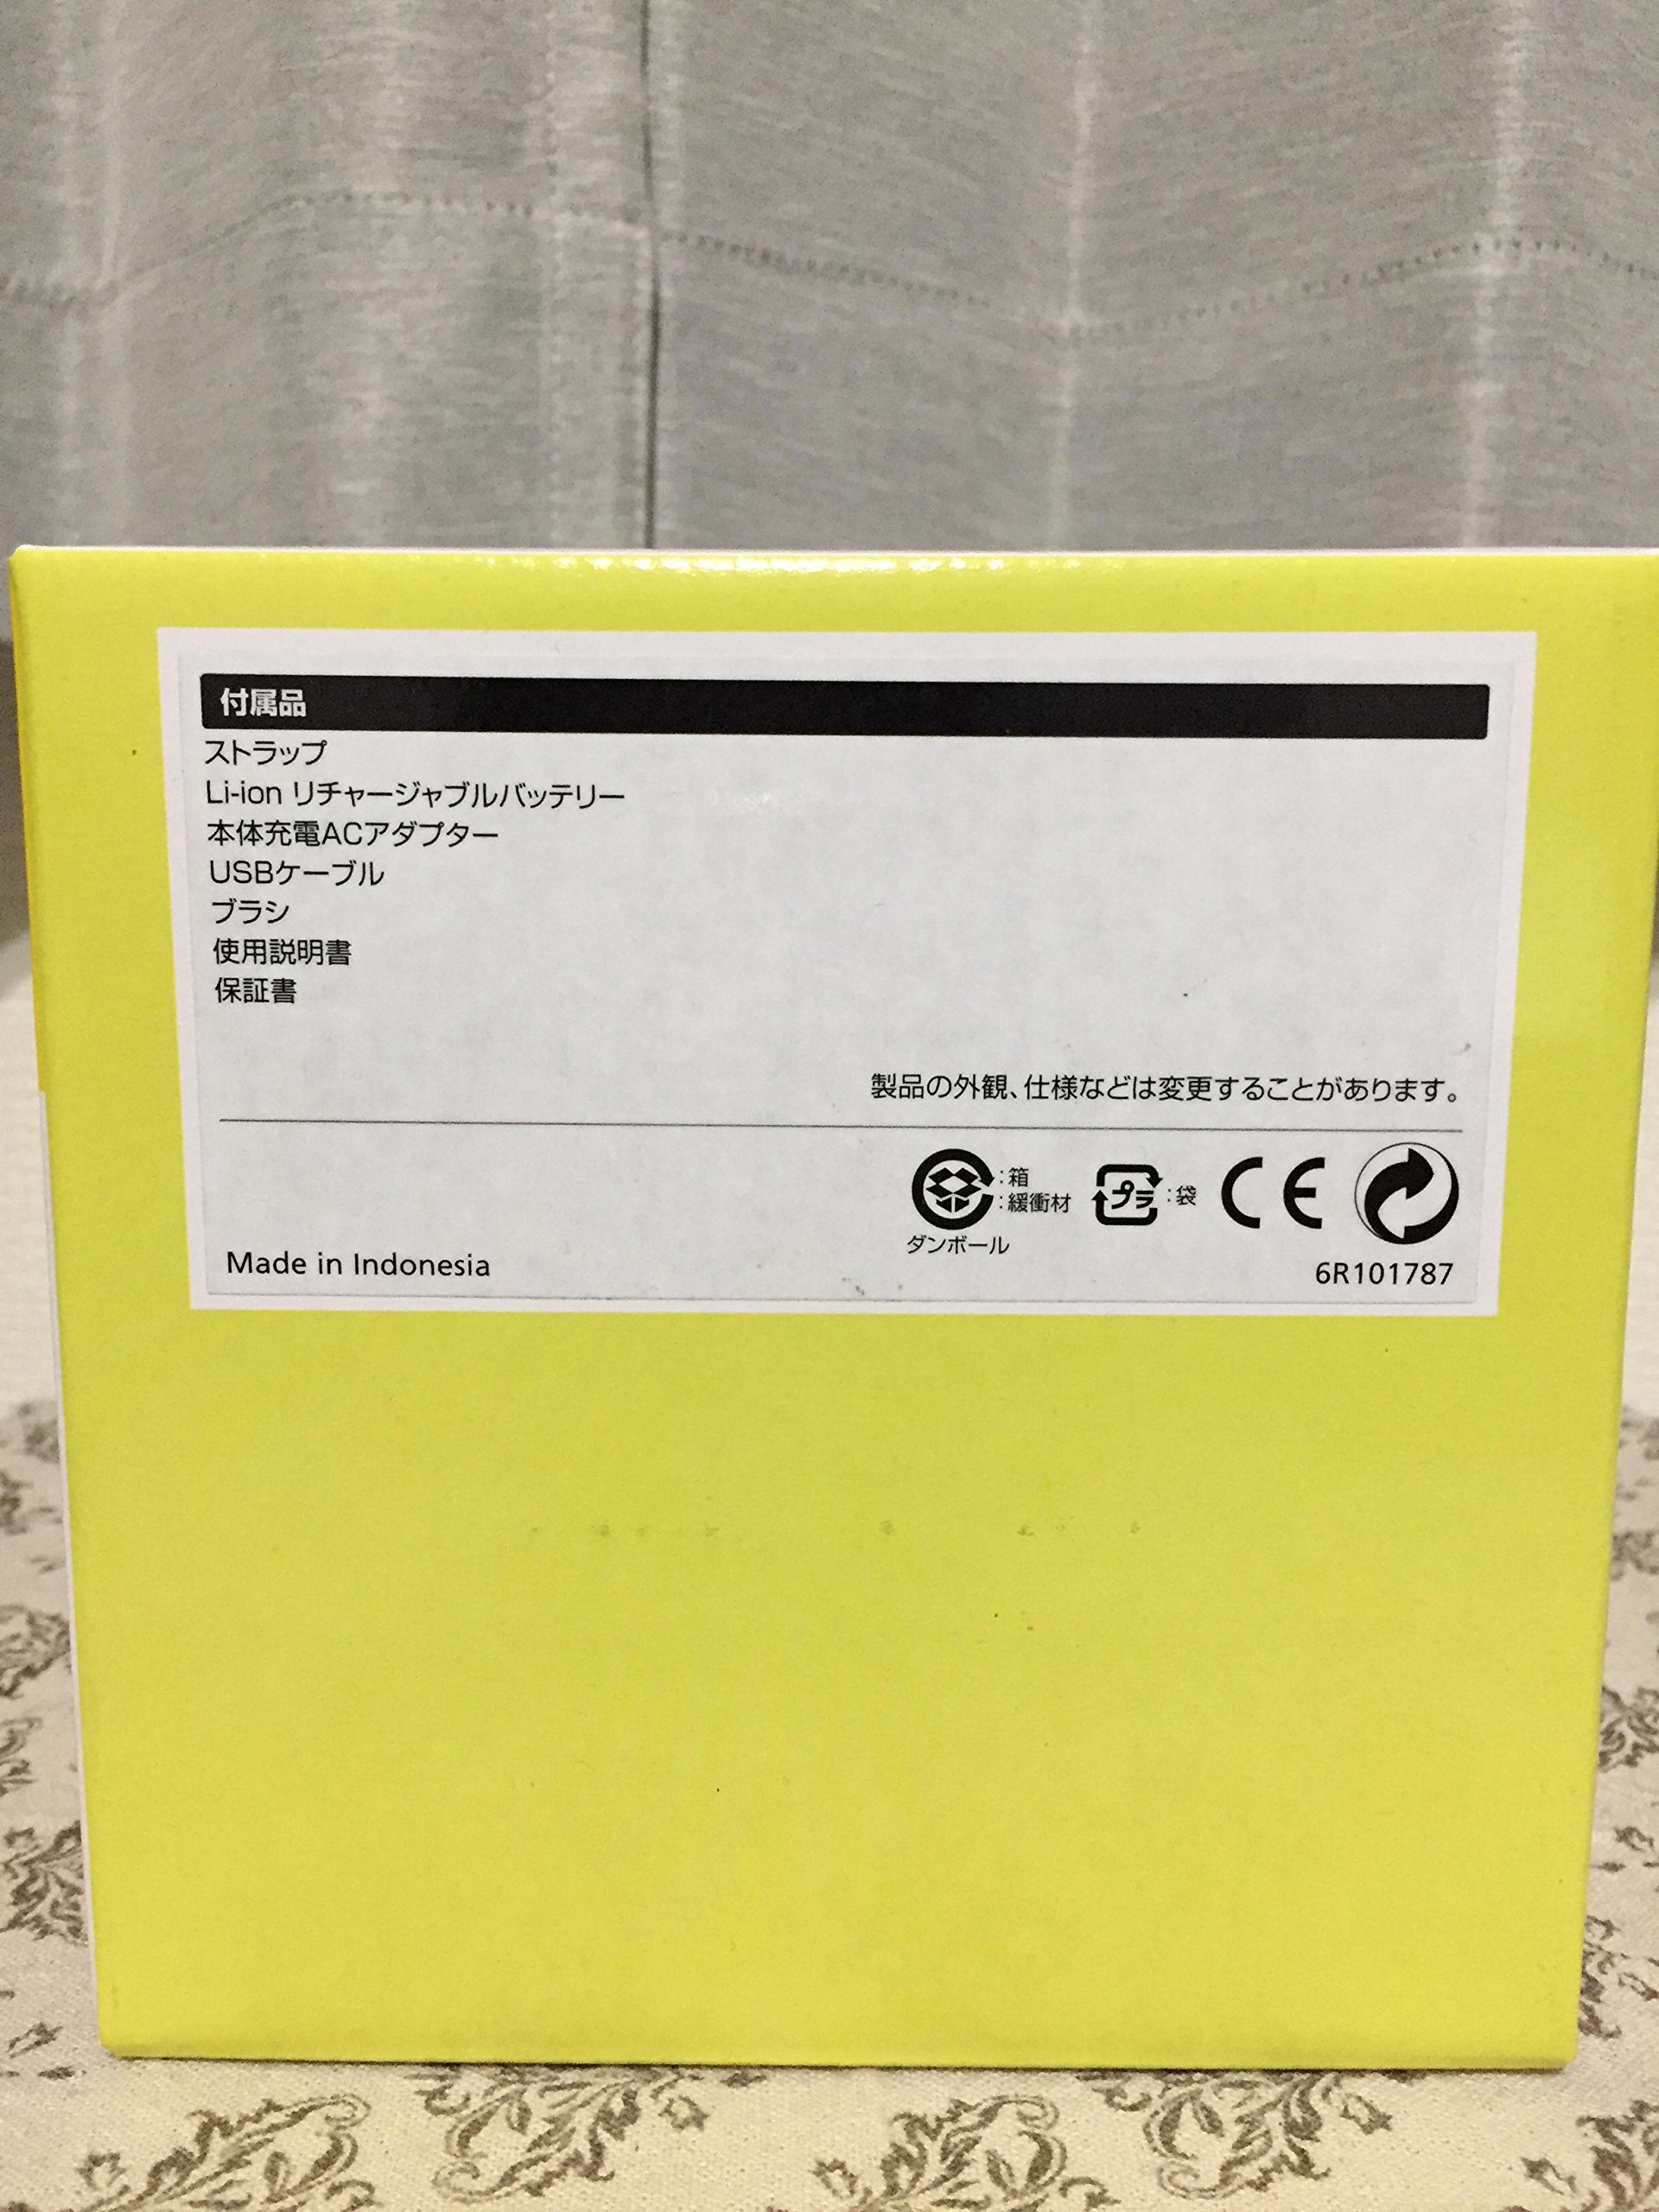 付属品
ストラップ
Li-ion リチャージャブルバッテリー
本体充電ACアダプター
USBケーブル
ブラシ
使用説明書
保証書
製品の外観、仕様などは変更することがあります。
:箱
:緩衝材
ダンボール
プラ
:袋
CE
Made in Indonesia
6R101787